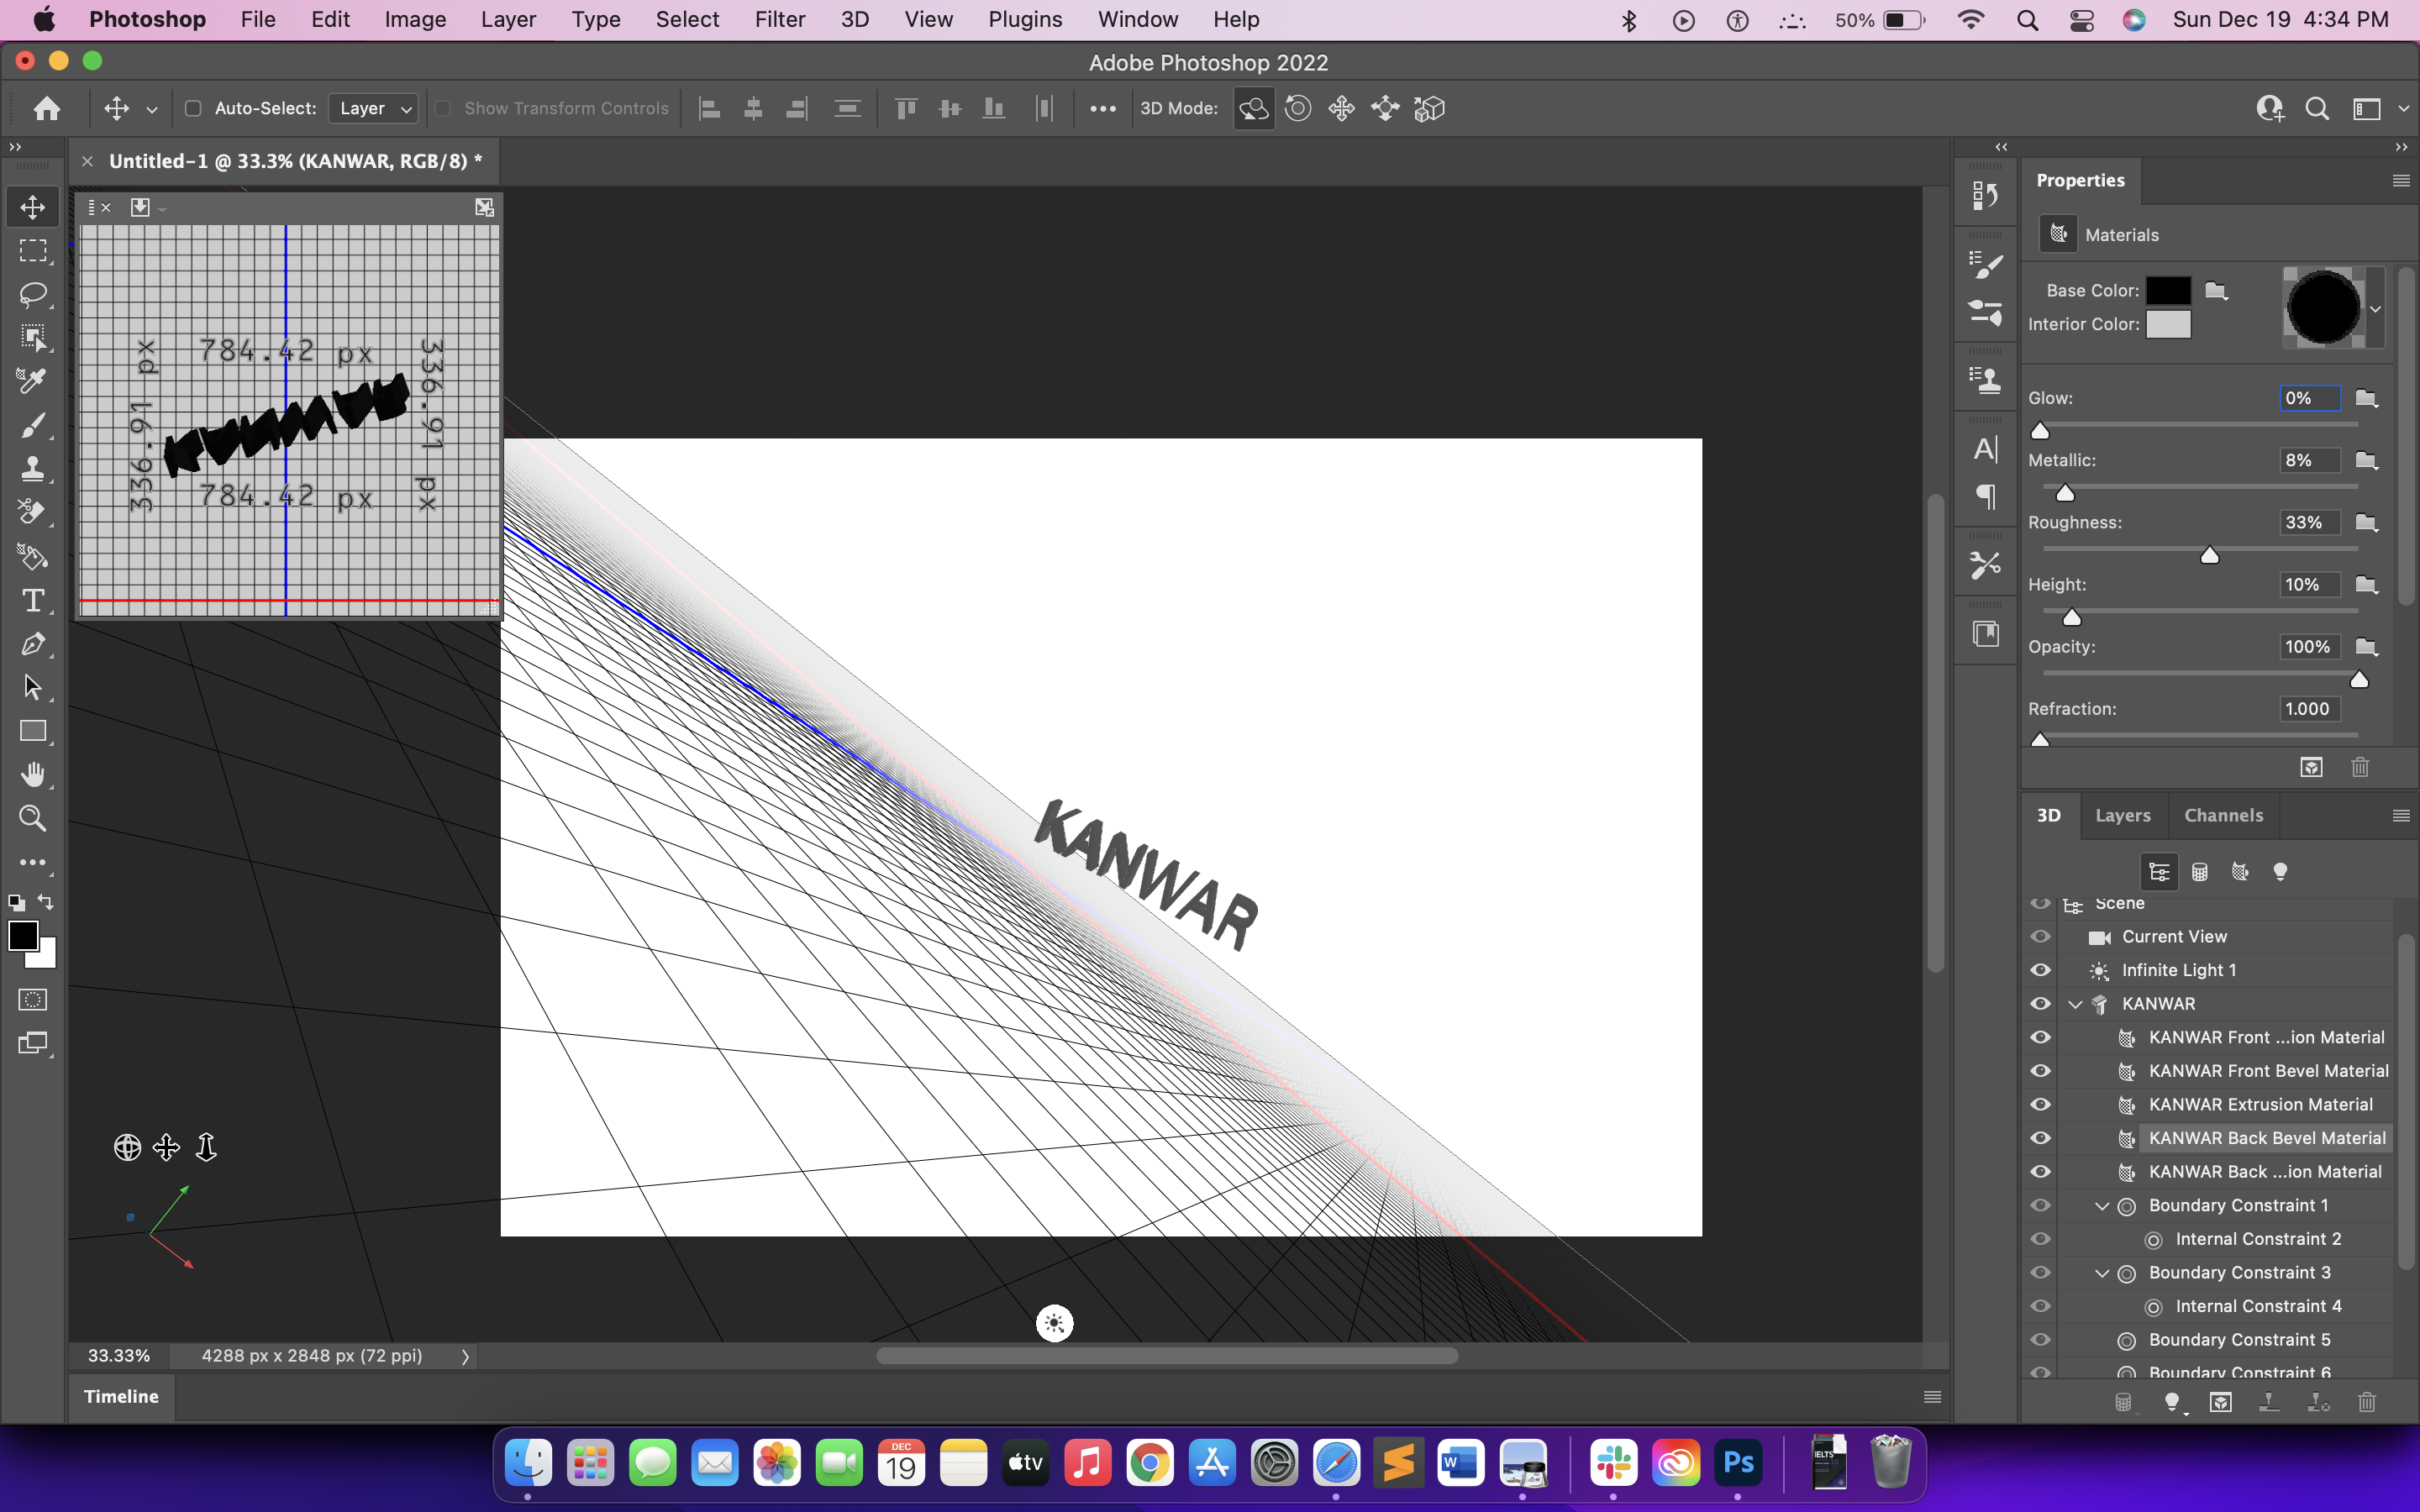 Photoshop File Edit Image Layer Type Select Filter 3D View Plugins Window Help 50% Sun Dec 19 4:34 PM
Adobe Photoshop 2022
Auto-Select: Layer Show Transform Controls 3D Mode:
Untitled-1 @ 33.3% (KANWAR, RGB/8) *
784.42 px
336.91 px
336.91 px
784.42 px
KANWAR
33.33% 4288 px x 2848 px (72 ppi)
Timeline
Properties
Materials
Base Color:
Interior Color:
Glow: 0%
Metallic: 8%
Roughness: 33%
Height: 10%
Opacity: 100%
Refraction: 1.000
3D Layers Channels
Scene
Current View
Infinite Light 1
KANWAR
KANWAR Front ...ion Material
KANWAR Front Bevel Material
KANWAR Extrusion Material
KANWAR Back Bevel Material
KANWAR Back ...ion Material
Boundary Constraint 1
Internal Constraint 2
Boundary Constraint 3
Internal Constraint 4
Boundary Constraint 5
Boundary Constraint 6
DEC
19
tv
W
Ps
IELTS